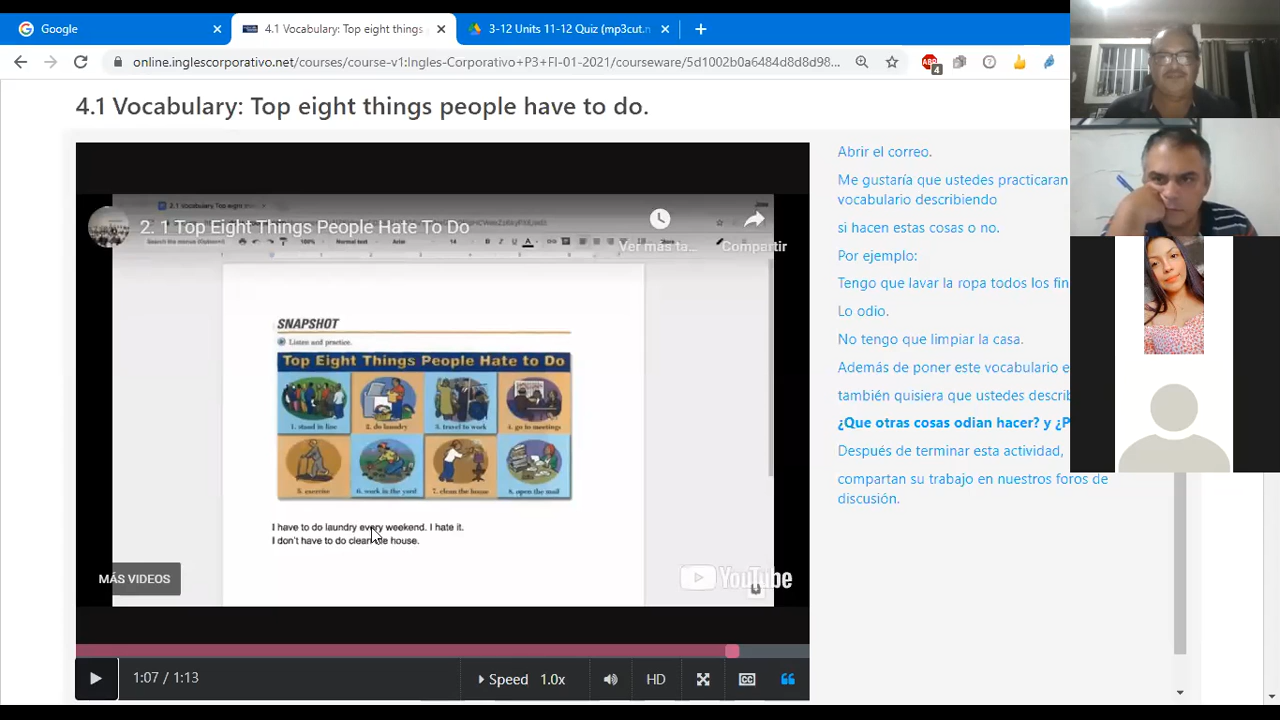 Google
4.1 Vocabulary: Top eight things
3-12 Units 11-12 Quiz (mp3cut.n
online.inglescorporativo.net/courses/course-v1:Ingles-Corporativo+P3+FI-01-2021/courseware/5d1002b0a6364d484d8d8d98...
ABP
4
4.1 Vocabulary: Top eight things people have to do.
2. 1 Top Eight Things People Hate To Do
Ver más ta...
Compartir
SNAPSHOT
Listen and practice.
Top Eight Things People Hate to Do
1. stand in line
2. do laundry
3. travel to work
4. go to meetings
5. exercise
6. work in the yard
7. clean the house
8. open the mail
I have to do laundry every weekend. I hate it.
I don't have to do clean the house.
MÁS VIDEOS
YouTube
1:07 / 1:13
Speed 1.0x
HD
CC
Abrir el correo.
Me gustaría que ustedes practicaran
vocabulario describiendo
si hacen estas cosas o no.
Por ejemplo:
Tengo que lavar la ropa todos los fin
Lo odio.
No tengo que limpiar la casa.
Además de poner este vocabulario e
también quisiera que ustedes describ
¿Que otras cosas odian hacer? y ¿P
Después de terminar esta actividad,
compartan su trabajo en nuestros foros de
discusión.